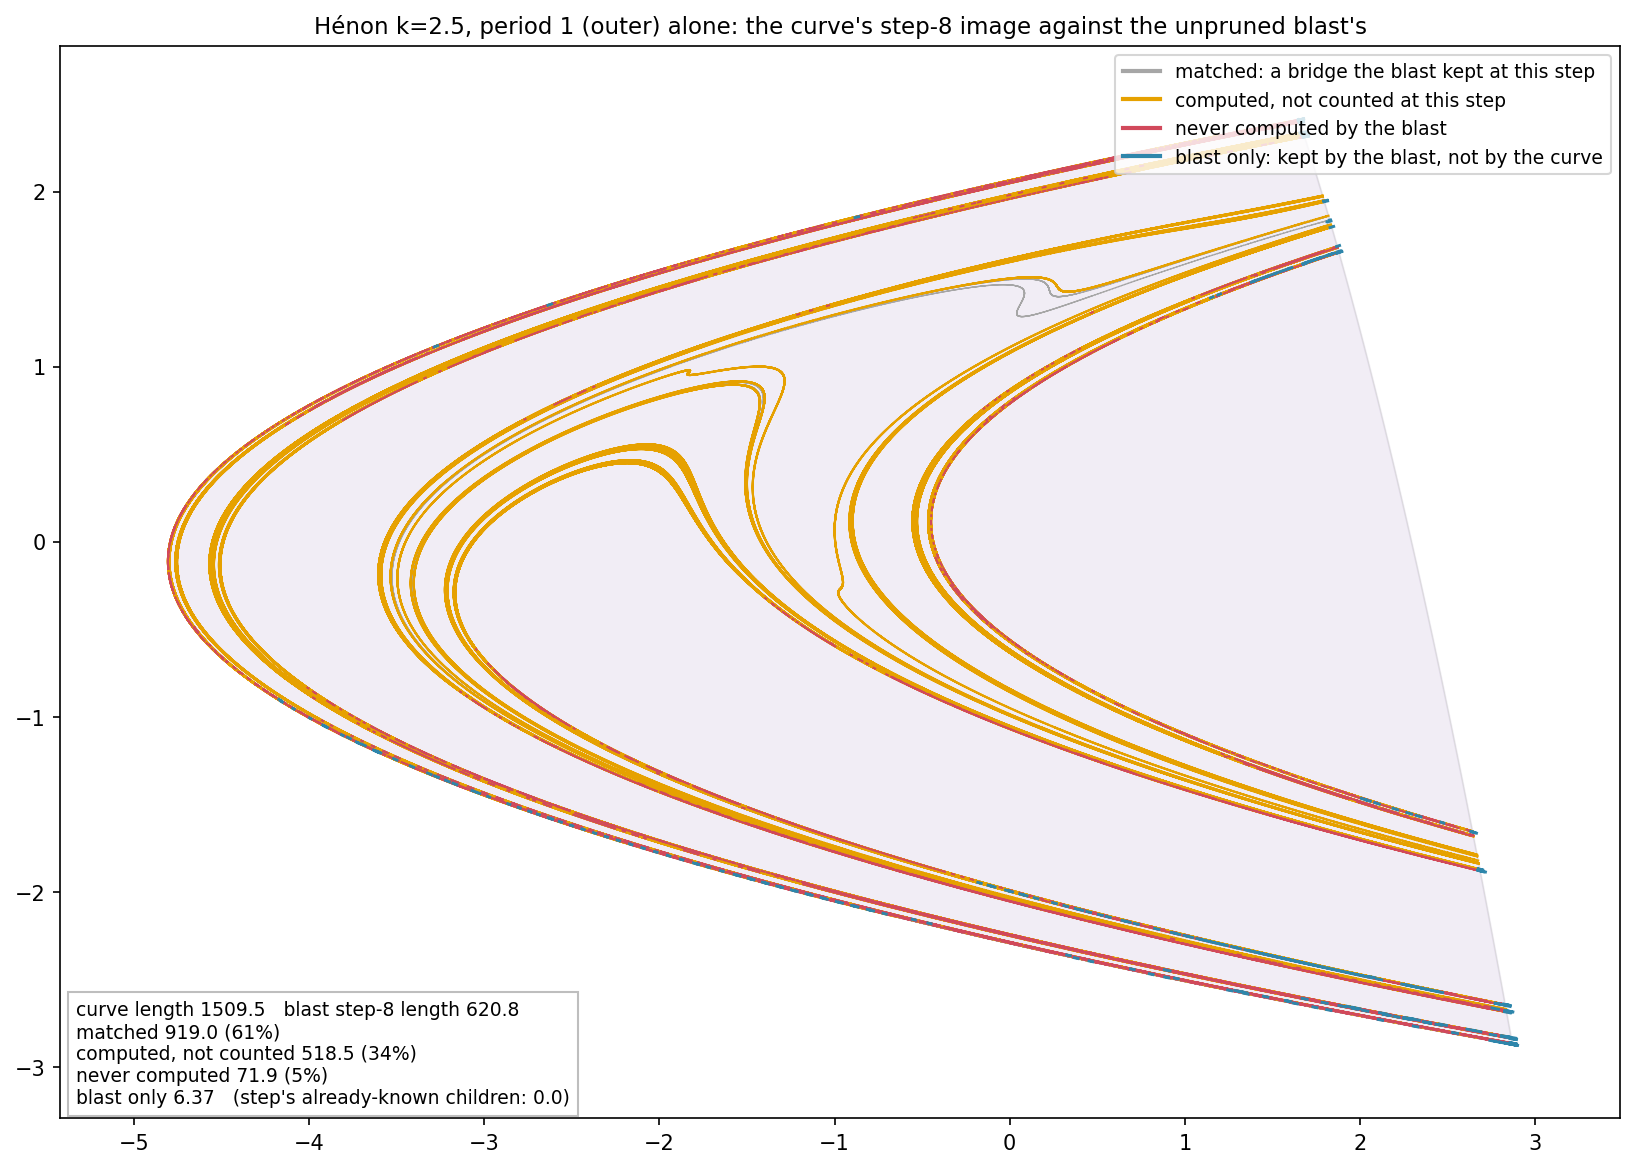 Hénon k=2.5, period 1 (outer) alone: the curve's step-8 image against the unpruned blast's
matched: a bridge the blast kept at this step
computed, not counted at this step
never computed by the blast
blast only: kept by the blast, not by the curve
2
1
0
−1
−2
−3
curve length 1509.5   blast step-8 length 620.8
matched 919.0 (61%)
computed, not counted 518.5 (34%)
never computed 71.9 (5%)
blast only 6.37   (step's already-known children: 0.0)
−5 −4 −3 −2 −1 0 1 2 3